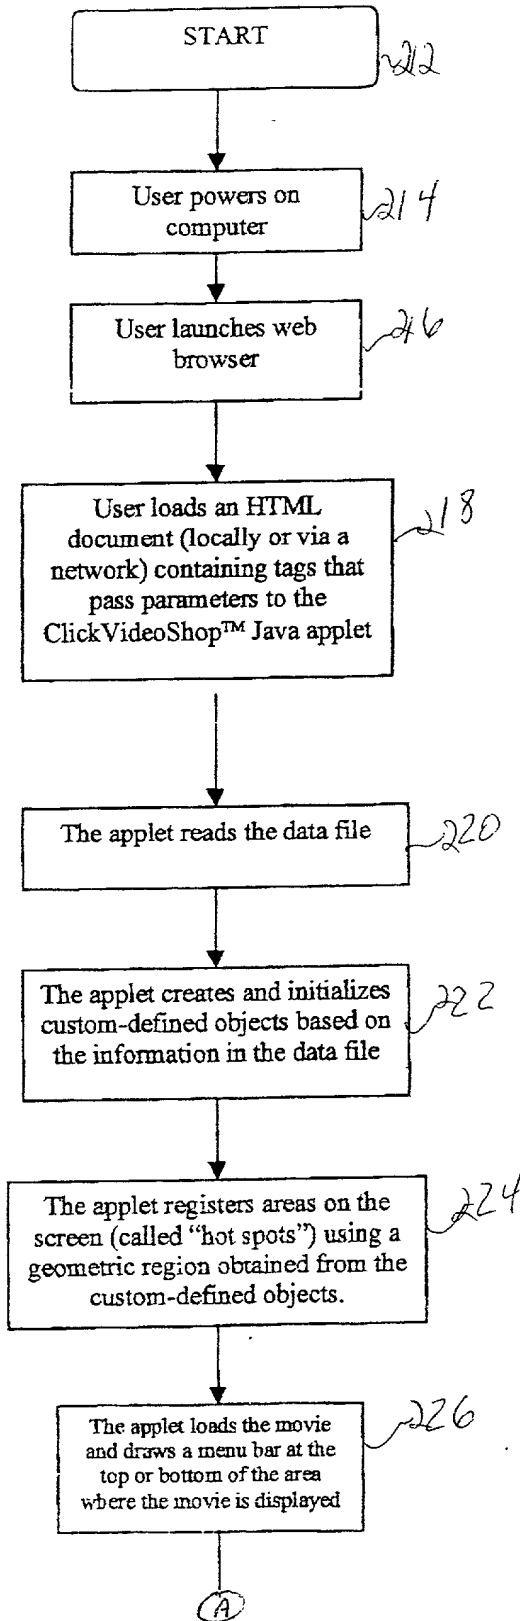 START
212
User powers on
computer
214
User launches web
browser
216
User loads an HTML
document (locally or via a
network) containing tags that
pass parameters to the
ClickVideoShop™ Java applet
218
The applet reads the data file
220
The applet creates and initializes
custom-defined objects based on
the information in the data file
222
The applet registers areas on the
screen (called “hot spots”) using a
geometric region obtained from the
custom-defined objects.
224
The applet loads the movie
and draws a menu bar at the
top or bottom of the area
where the movie is displayed
226
A